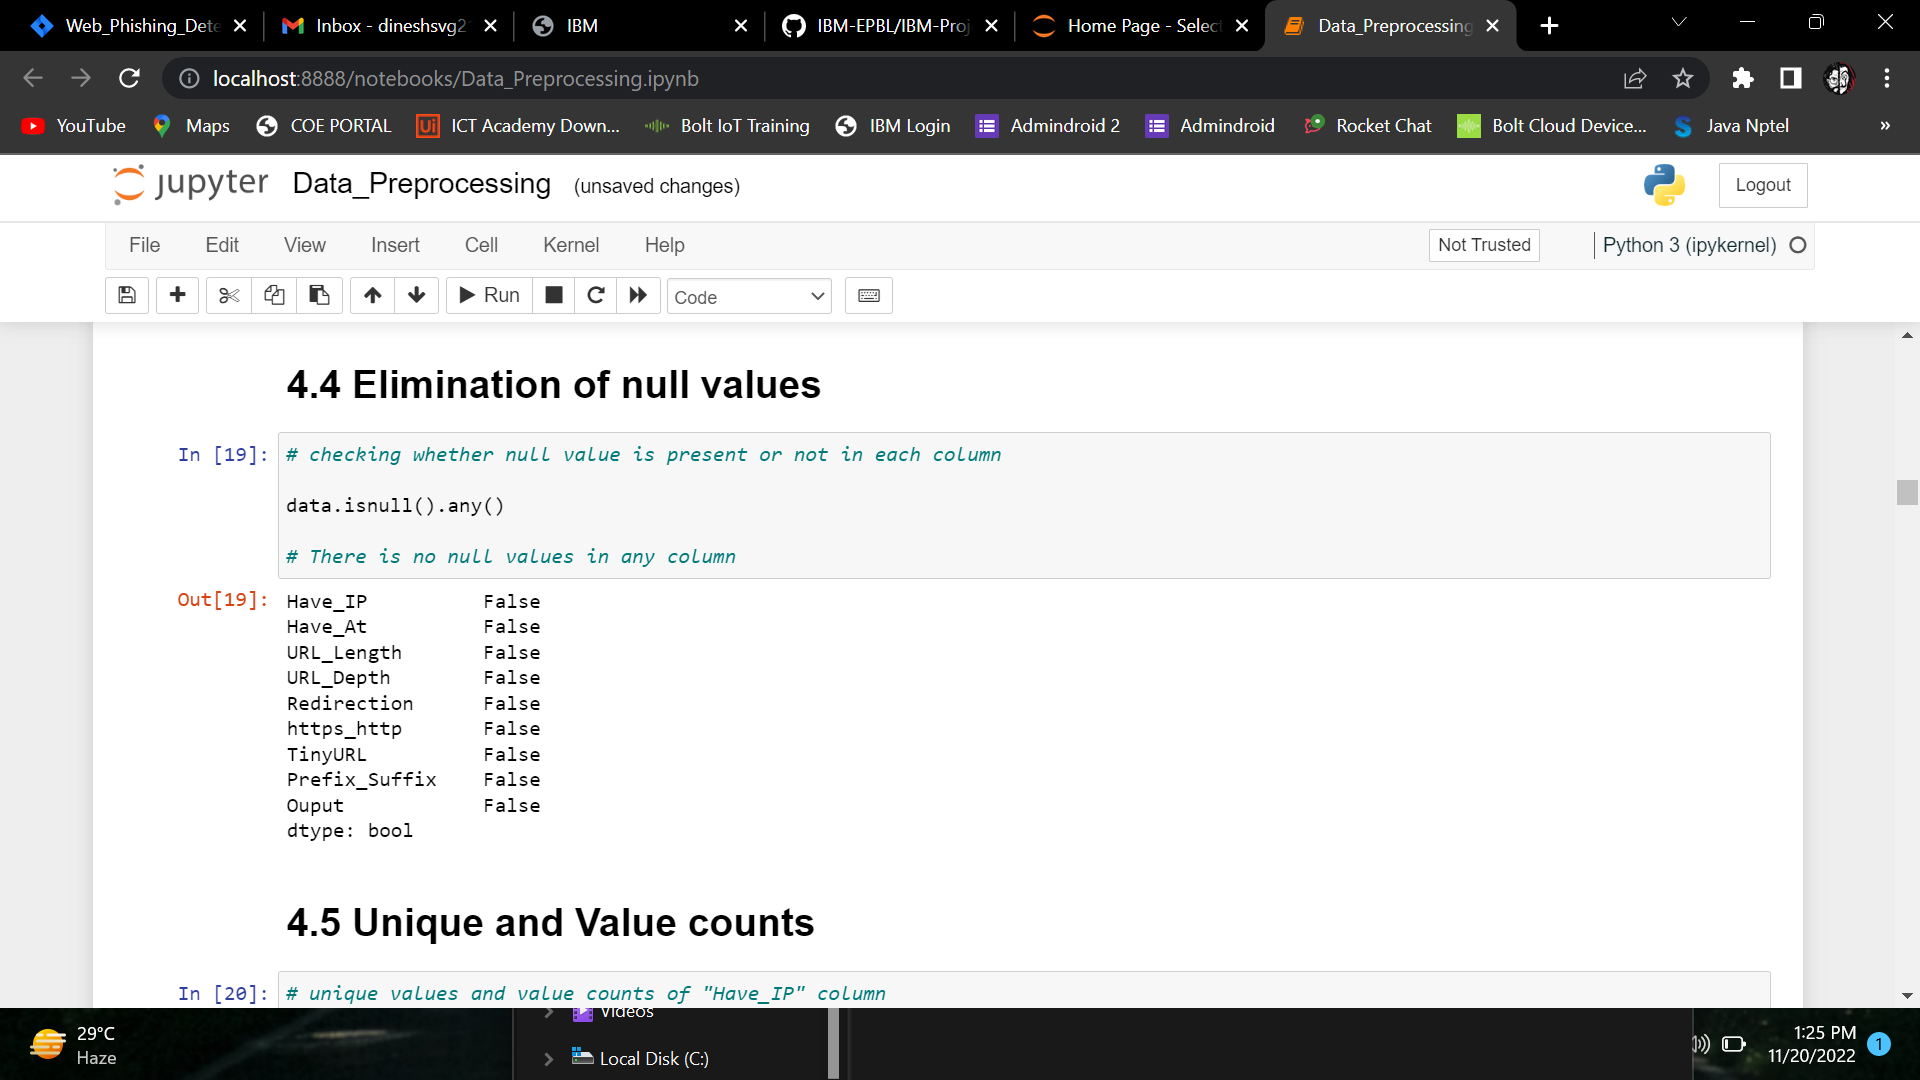 Web_Phishing_Dete
Inbox - dineshsvg2
IBM
IBM-EPBL/IBM-Proj
Home Page - Select
Data_Preprocessing
localhost:8888/notebooks/Data_Preprocessing.ipynb
YouTube
Maps
COE PORTAL
Ui
ICT Academy Down...
Bolt IoT Training
IBM Login
Admindroid 2
Admindroid
Rocket Chat
Bolt Cloud Device...
Java Nptel
»
jupyter
Data_Preprocessing
(unsaved changes)
Logout
File
Edit
View
Insert
Cell
Kernel
Help
Not Trusted
Python 3 (ipykernel)
Run
Code
4.4 Elimination of null values
In [19]:
# checking whether null value is present or not in each column
data.isnull().any()
# There is no null values in any column
Out[19]:
Have_IP False
Have_At False
URL_Length False
URL_Depth False
Redirection False
https_http False
TinyURL False
Prefix_Suffix False
Ouput False
dtype: bool
4.5 Unique and Value counts
In [20]:
# unique values and value counts of "Have_IP" column
29°C
Haze
Videos
Local Disk (C:)
1:25 PM
11/20/2022
1